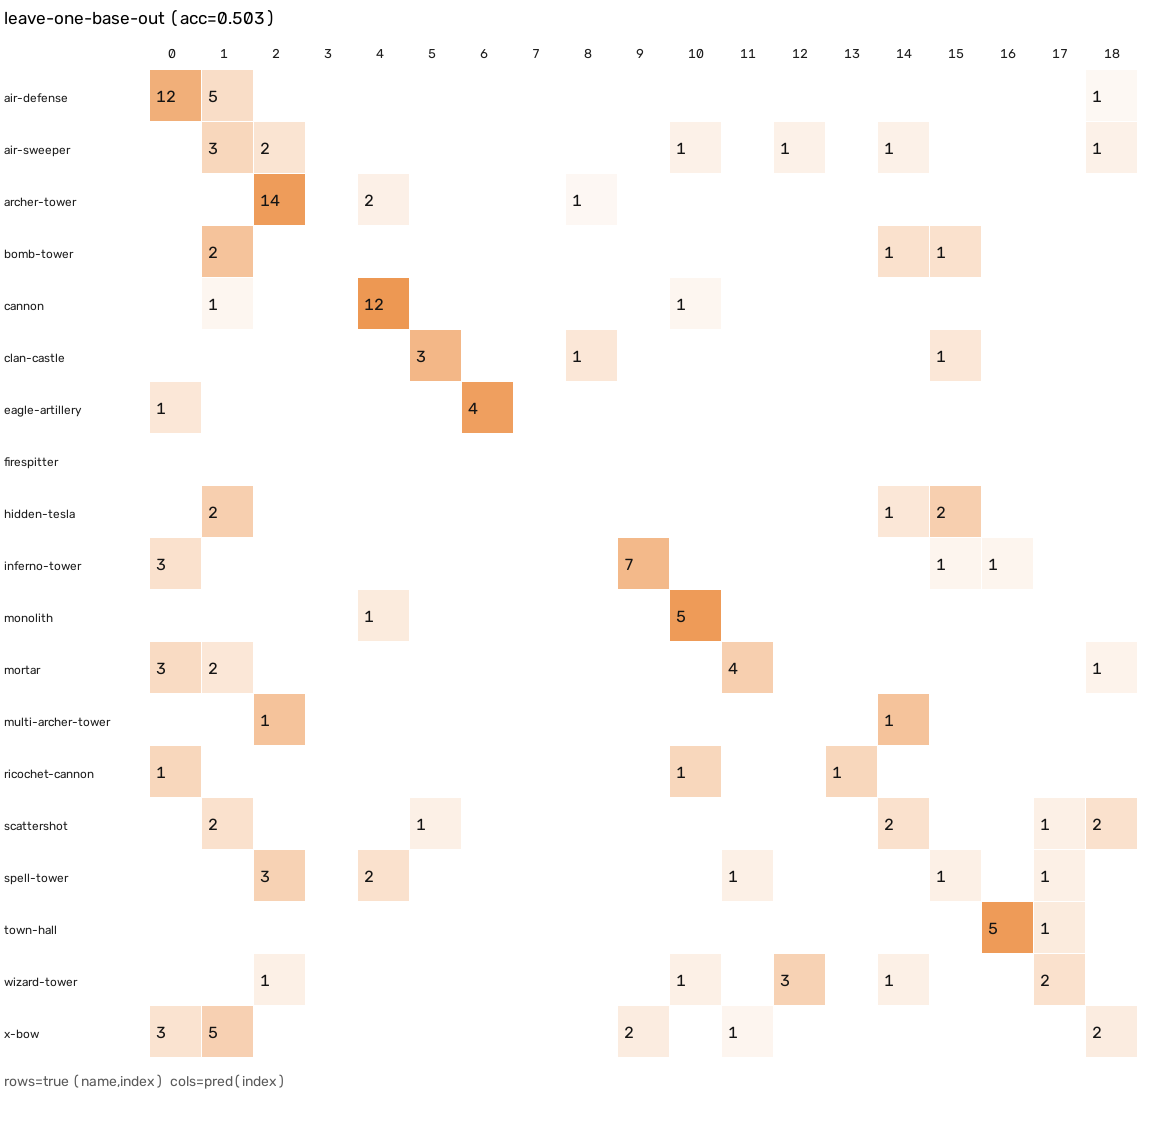 leave-one-base-out (acc=0.503)
0 1 2 3 4 5 6 7 8 9 10 11 12 13 14 15 16 17 18
air-defense 12 5 1
air-sweeper 3 2 1 1 1 1
archer-tower 14 2 1
bomb-tower 2 1 1
cannon 1 12 1
clan-castle 3 1 1
eagle-artillery 1 4
firespitter
hidden-tesla 2 1 2
inferno-tower 3 7 1 1
monolith 1 5
mortar 3 2 4 1
multi-archer-tower 1 1
ricochet-cannon 1 1 1
scattershot 2 1 2 1 2
spell-tower 3 2 1 1 1
town-hall 5 1
wizard-tower 1 1 3 1 2
x-bow 3 5 2 1 2
rows=true (name,index) cols=pred(index)